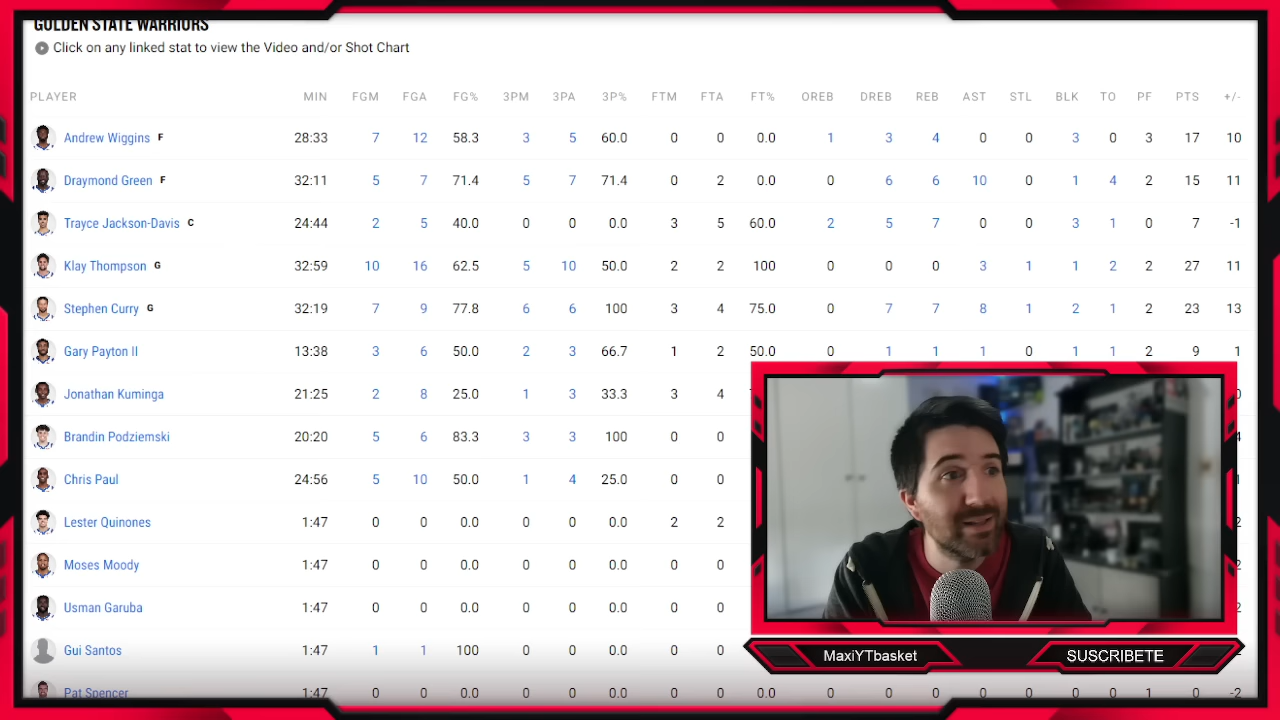 GOLDEN STATE WARRIORS
Click on any linked stat to view the Video and/or Shot Chart
PLAYER MIN FGM FGA FG% 3PM 3PA 3P% FTM FTA FT% OREB DREB REB AST STL BLK TO PF PTS +/-
Andrew Wiggins F 28:33 7 12 58.3 3 5 60.0 0 0 0.0 1 3 4 0 0 3 0 3 17 10
Draymond Green F 32:11 5 7 71.4 5 7 71.4 0 2 0.0 0 6 6 10 0 1 4 2 15 11
Trayce Jackson-Davis C 24:44 2 5 40.0 0 0 0.0 3 5 60.0 2 5 7 0 0 3 1 0 7 -1
Klay Thompson G 32:59 10 16 62.5 5 10 50.0 2 2 100 0 0 0 3 1 1 2 2 27 11
Stephen Curry G 32:19 7 9 77.8 6 6 100 3 4 75.0 0 7 7 8 1 2 1 2 23 13
Gary Payton II 13:38 3 6 50.0 2 3 66.7 1 2 50.0 0 1 1 1 0 1 1 2 9 1
Jonathan Kuminga 21:25 2 8 25.0 1 3 33.3 3 4
Brandin Podziemski 20:20 5 6 83.3 3 3 100 0 0
Chris Paul 24:56 5 10 50.0 1 4 25.0 0 0
Lester Quinones 1:47 0 0 0.0 0 0 0.0 2 2
Moses Moody 1:47 0 0 0.0 0 0 0.0 0 0
Usman Garuba 1:47 0 0 0.0 0 0 0.0 0 0
Gui Santos 1:47 1 1 100 0 0 0.0 0 0
Pat Spencer 1:47 0 0 0.0 0 0 0.0 0 0 0.0 0 0 0 0 0 0 0 1 0 -2
MaxiYTbasket
SUSCRIBETE